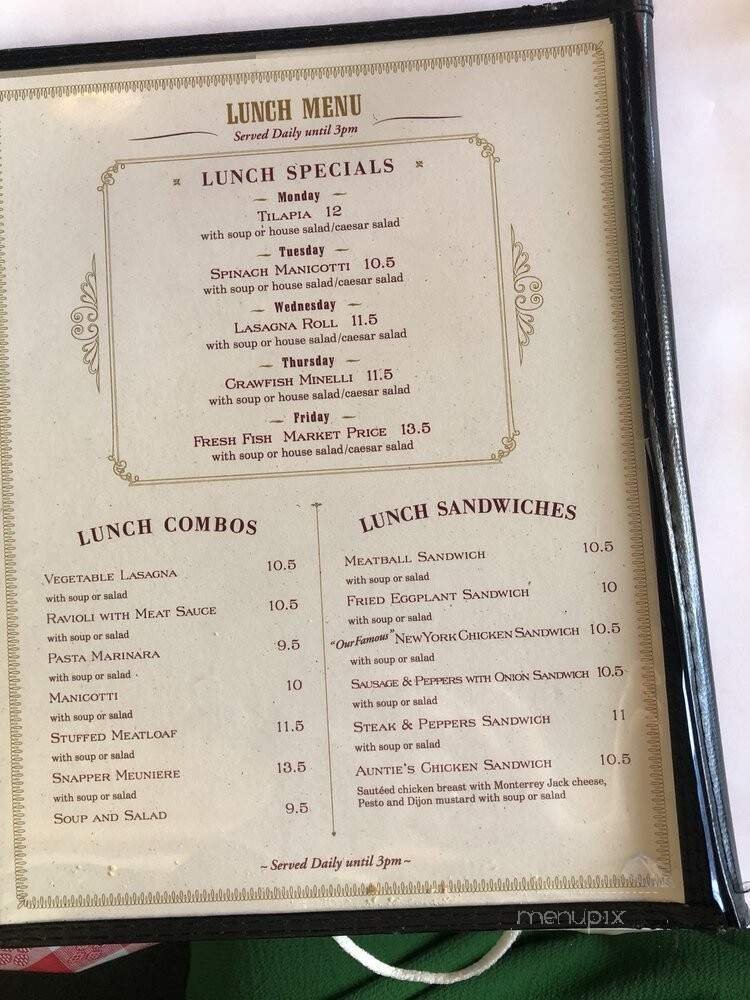 LUNCH MENU
Served Daily until 3pm
LUNCH SPECIALS
Monday
TILAPIA 12
with soup or house salad/caesar salad
Tuesday
SPINACH MANICOTTI 10.5
with soup or house salad/caesar salad
Wednesday
LASAGNA ROLL 11.5
with soup or house salad/caesar salad
Thursday
CRAWFISH MINELLI 11.5
with soup or house salad/caesar salad
Friday
FRESH FISH MARKET PRICE 13.5
with soup or house salad/caesar salad
LUNCH COMBOS
VEGETABLE LASAGNA 10.5
with soup or salad
RAVIOLI WITH MEAT SAUCE 10.5
with soup or salad
PASTA MARINARA 9.5
with soup or salad
MANICOTTI 10
with soup or salad
STUFFED MEATLOAF 11.5
with soup or salad
SNAPPER MEUNIERE 13.5
with soup or salad
SOUP AND SALAD 9.5
LUNCH SANDWICHES
MEATBALL SANDWICH 10.5
with soup or salad
FRIED EGGPLANT SANDWICH 10
with soup or salad
"Our Famous" NEW YORK CHICKEN SANDWICH 10.5
with soup or salad
SAUSAGE & PEPPERS WITH ONION SANDWICH 10.5
with soup or salad
STEAK & PEPPERS SANDWICH 11
with soup or salad
AUNTIE'S CHICKEN SANDWICH 10.5
Sautéed chicken breast with Monterrey Jack cheese,
Pesto and Dijon mustard with soup or salad
~ Served Daily until 3pm ~
menupix